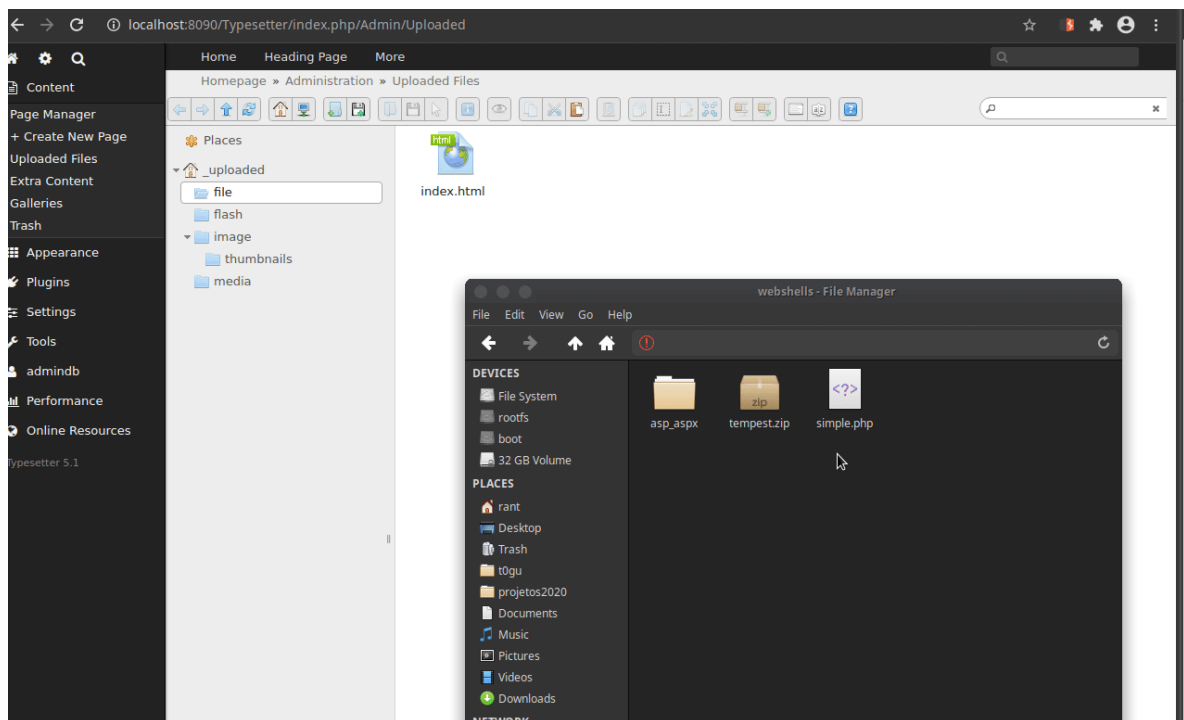 localhost:8090/Typesetter/index.php/Admin/Uploaded
Home Heading Page More
Content
Page Manager
+ Create New Page
Uploaded Files
Extra Content
Galleries
Trash
Appearance
Plugins
Settings
Tools
admindb
Performance
Online Resources
Typesetter 5.1
Homepage » Administration » Uploaded Files
Places
_uploaded
file
flash
image
thumbnails
media
html
index.html
webshells - File Manager
File Edit View Go Help
DEVICES
File System
rootfs
boot
32 GB Volume
PLACES
rant
Desktop
Trash
t0gu
projetos2020
Documents
Music
Pictures
Videos
Downloads
NETWORK
asp_aspx
zip
tempest.zip
<?>
simple.php